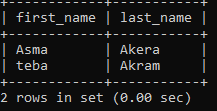 +------------+-----------+
| first_name | last_name |
+------------+-----------+
| Asma       | Akera     |
| teba       | Akram     |
+------------+-----------+
2 rows in set (0.00 sec)